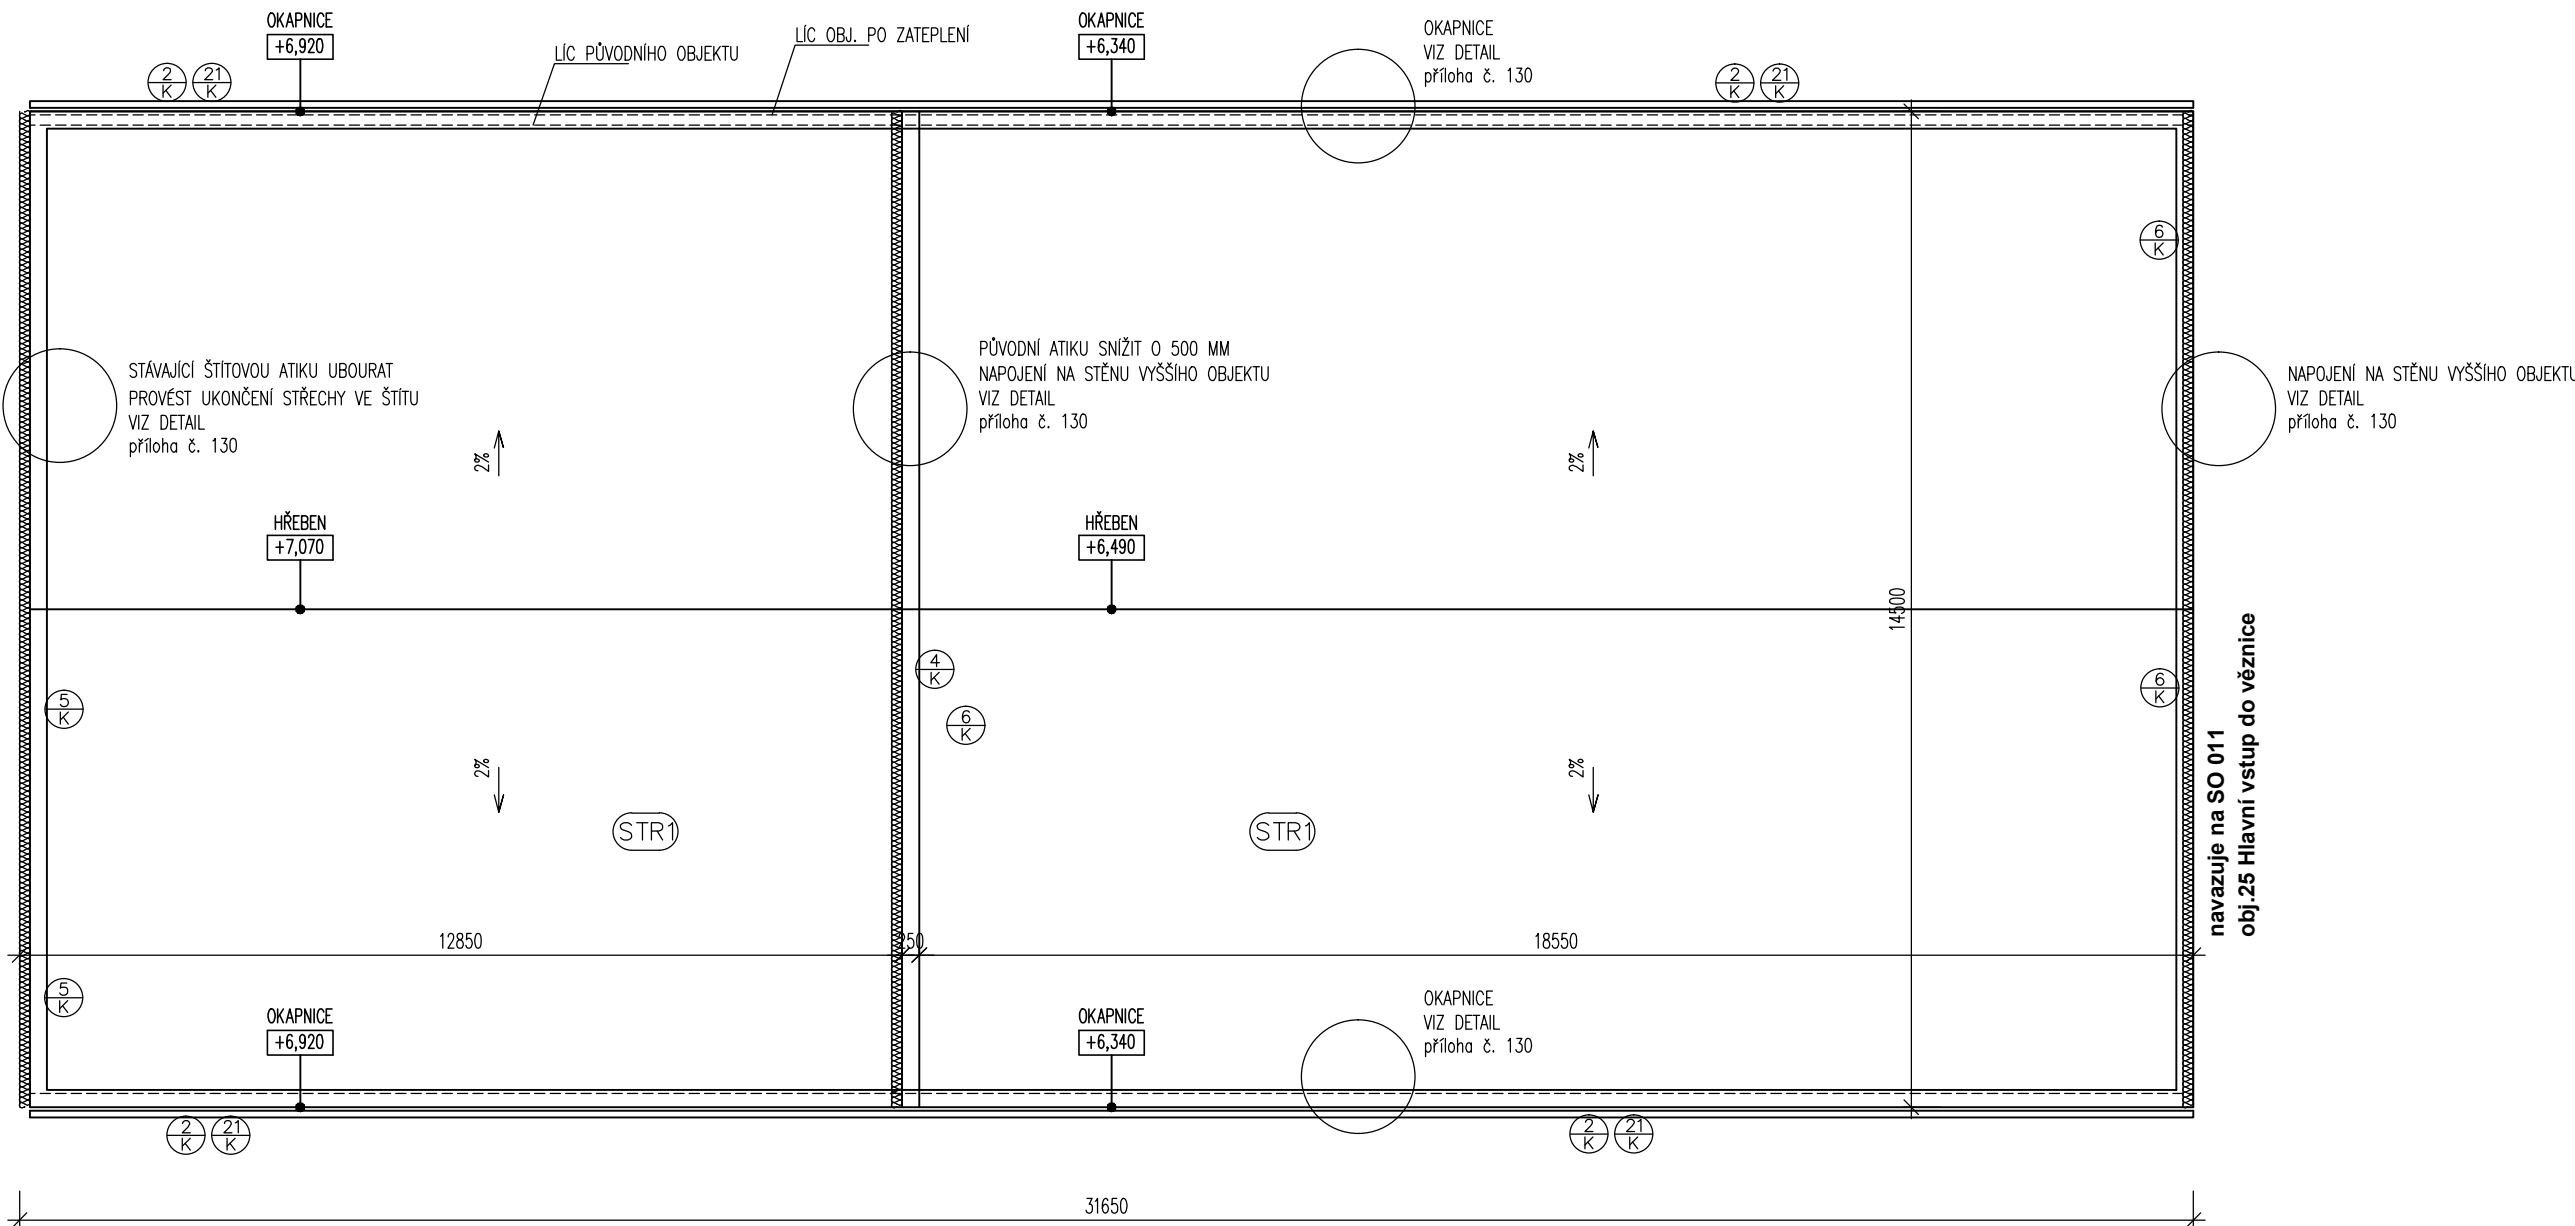 OKAPNICE
+6,920
LÍC PŮVODNÍHO OBJEKTU
LÍC OBJ. PO ZATEPLENÍ
OKAPNICE
+6,340
OKAPNICE
VIZ DETAIL
příloha č. 130
2
K
21
K
2
K
21
K
6
K
STÁVAJÍCÍ ŠTÍTOVOU ATIKU UBOURAT
PROVÉST UKONČENÍ STŘECHY VE ŠTÍTU
VIZ DETAIL
příloha č. 130
PŮVODNÍ ATIKU SNÍŽIT O 500 MM
NAPOJENÍ NA STĚNU VYŠŠÍHO OBJEKTU
VIZ DETAIL
příloha č. 130
NAPOJENÍ NA STĚNU VYŠŠÍHO OBJEKTU
VIZ DETAIL
příloha č. 130
2%
2%
HŘEBEN
+7,070
HŘEBEN
+6,490
14500
4
K
6
K
5
K
6
K
navazuje na SO 011
obj.25 Hlavní vstup do věznice
2%
2%
STR1
STR1
12850
250
18550
5
K
OKAPNICE
+6,920
OKAPNICE
+6,340
OKAPNICE
VIZ DETAIL
příloha č. 130
2
K
21
K
2
K
21
K
31650